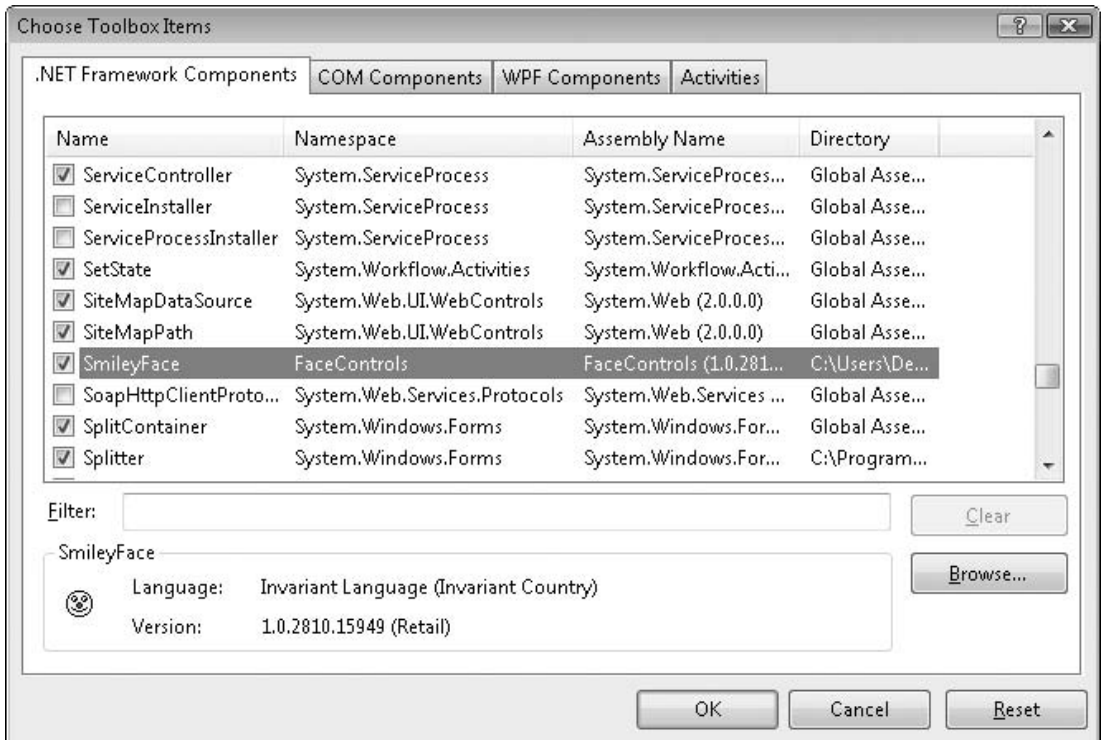 Choose Toolbox Items
.NET Framework Components COM Components WPF Components Activities
Name Namespace Assembly Name Directory
ServiceController System.ServiceProcess System.ServiceProces... Global Asse...
ServiceInstaller System.ServiceProcess System.ServiceProces... Global Asse...
ServiceProcessInstaller System.ServiceProcess System.ServiceProces... Global Asse...
SetState System.Workflow.Activities System.Workflow.Acti... Global Asse...
SiteMapDataSource System.Web.UI.WebControls System.Web (2.0.0.0) Global Asse...
SiteMapPath System.Web.UI.WebControls System.Web (2.0.0.0) Global Asse...
SmileyFace FaceControls FaceControls (1.0.281... C:\Users\De...
SoapHttpClientProto... System.Web.Services.Protocols System.Web.Services ... Global Asse...
SplitContainer System.Windows.Forms System.Windows.For... Global Asse...
Splitter System.Windows.Forms System.Windows.For... C:\Program...
Filter: Clear
SmileyFace
Language: Invariant Language (Invariant Country) Browse...
Version: 1.0.2810.15949 (Retail)
OK Cancel Reset